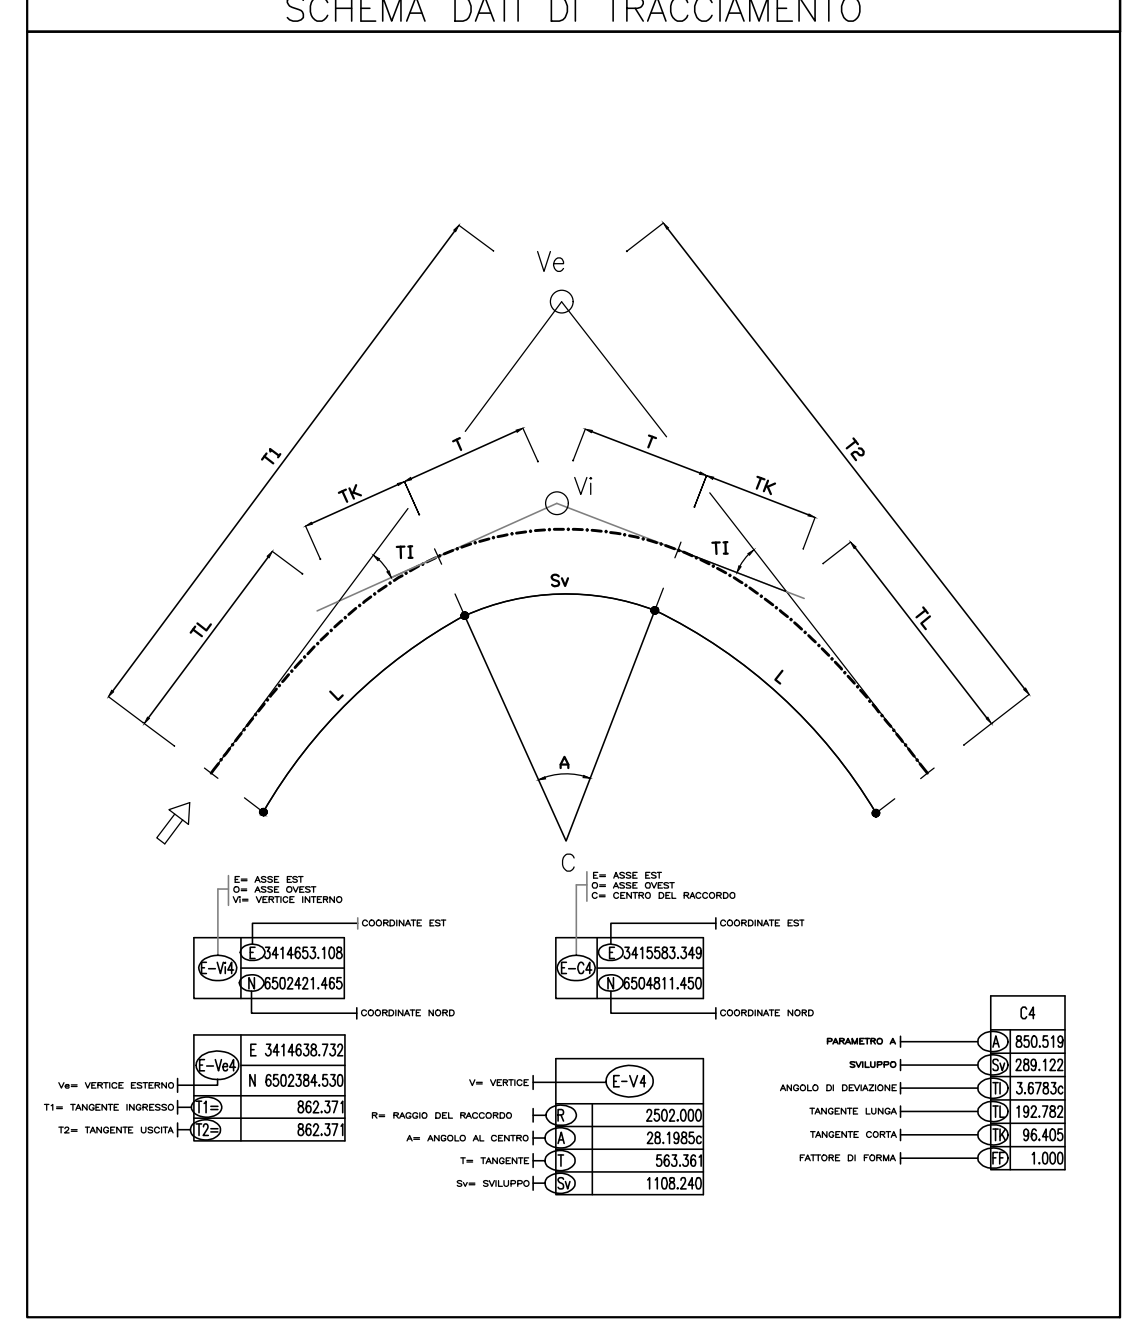 SCHEMA DATI DI TRACCIAMENTO
Ve
T1
T
T
T2
TK
Vi
TK
TI
TI
Sv
TL
TL
L
L
A
C
E= ASSE EST
O= ASSE OVEST
Vi= VERTICE INTERNO
COORDINATE EST
E-Vi4
E 3414653.108
N 6502421.465
COORDINATE NORD
E= ASSE EST
O= ASSE OVEST
C= CENTRO DEL RACCORDO
COORDINATE EST
E-C4
E 3415583.349
N 6504811.450
COORDINATE NORD
E-Ve4
E 3414638.732
N 6502384.530
Ve= VERTICE ESTERNO
T1= TANGENTE INGRESSO T1= 862.371
T2= TANGENTE USCITA T2= 862.371
V= VERTICE E-V4
R= RAGGIO DEL RACCORDO R 2502.000
A= ANGOLO AL CENTRO A 28.1985c
T= TANGENTE T 563.361
Sv= SVILUPPO Sv 1108.240
C4
PARAMETRO A A 850.519
SVILUPPO Sv 289.122
ANGOLO DI DEVIAZIONE TI 3.6783c
TANGENTE LUNGA TL 192.782
TANGENTE CORTA TK 96.405
FATTORE DI FORMA FF 1.000